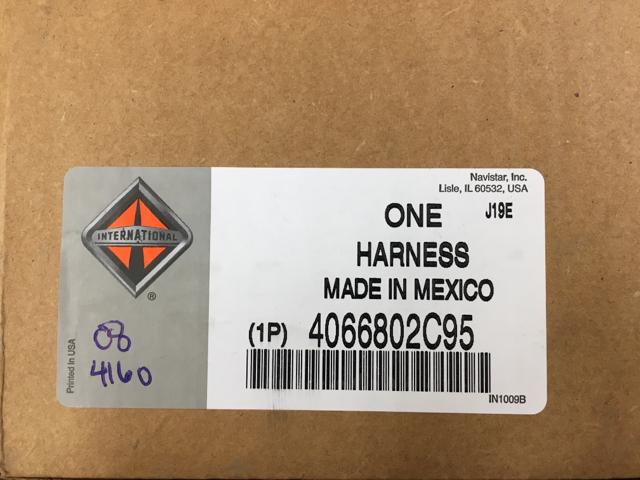 Navistar, Inc.
Lisle, IL 60532, USA
INTERNATIONAL
®
ONE J19E
HARNESS
MADE IN MEXICO
(1P) 4066802C95
08
4160
Printed in USA
IN1009B